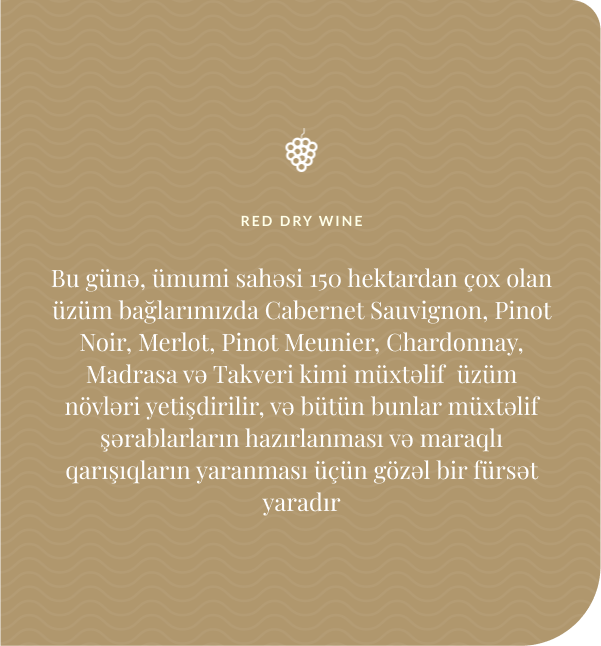 RED DRY WINE
Bu günə, ümumi sahəsi 150 hektardan çox olan
üzüm bağlarımızda Cabernet Sauvignon, Pinot
Noir, Merlot, Pinot Meunier, Chardonnay,
Madrasa və Takveri kimi müxtəlif  üzüm
növləri yetişdirilir, və bütün bunlar müxtəlif
şərablarların hazırlanması və maraqlı
qarışıqların yaranması üçün gözəl bir fürsət
yaradır